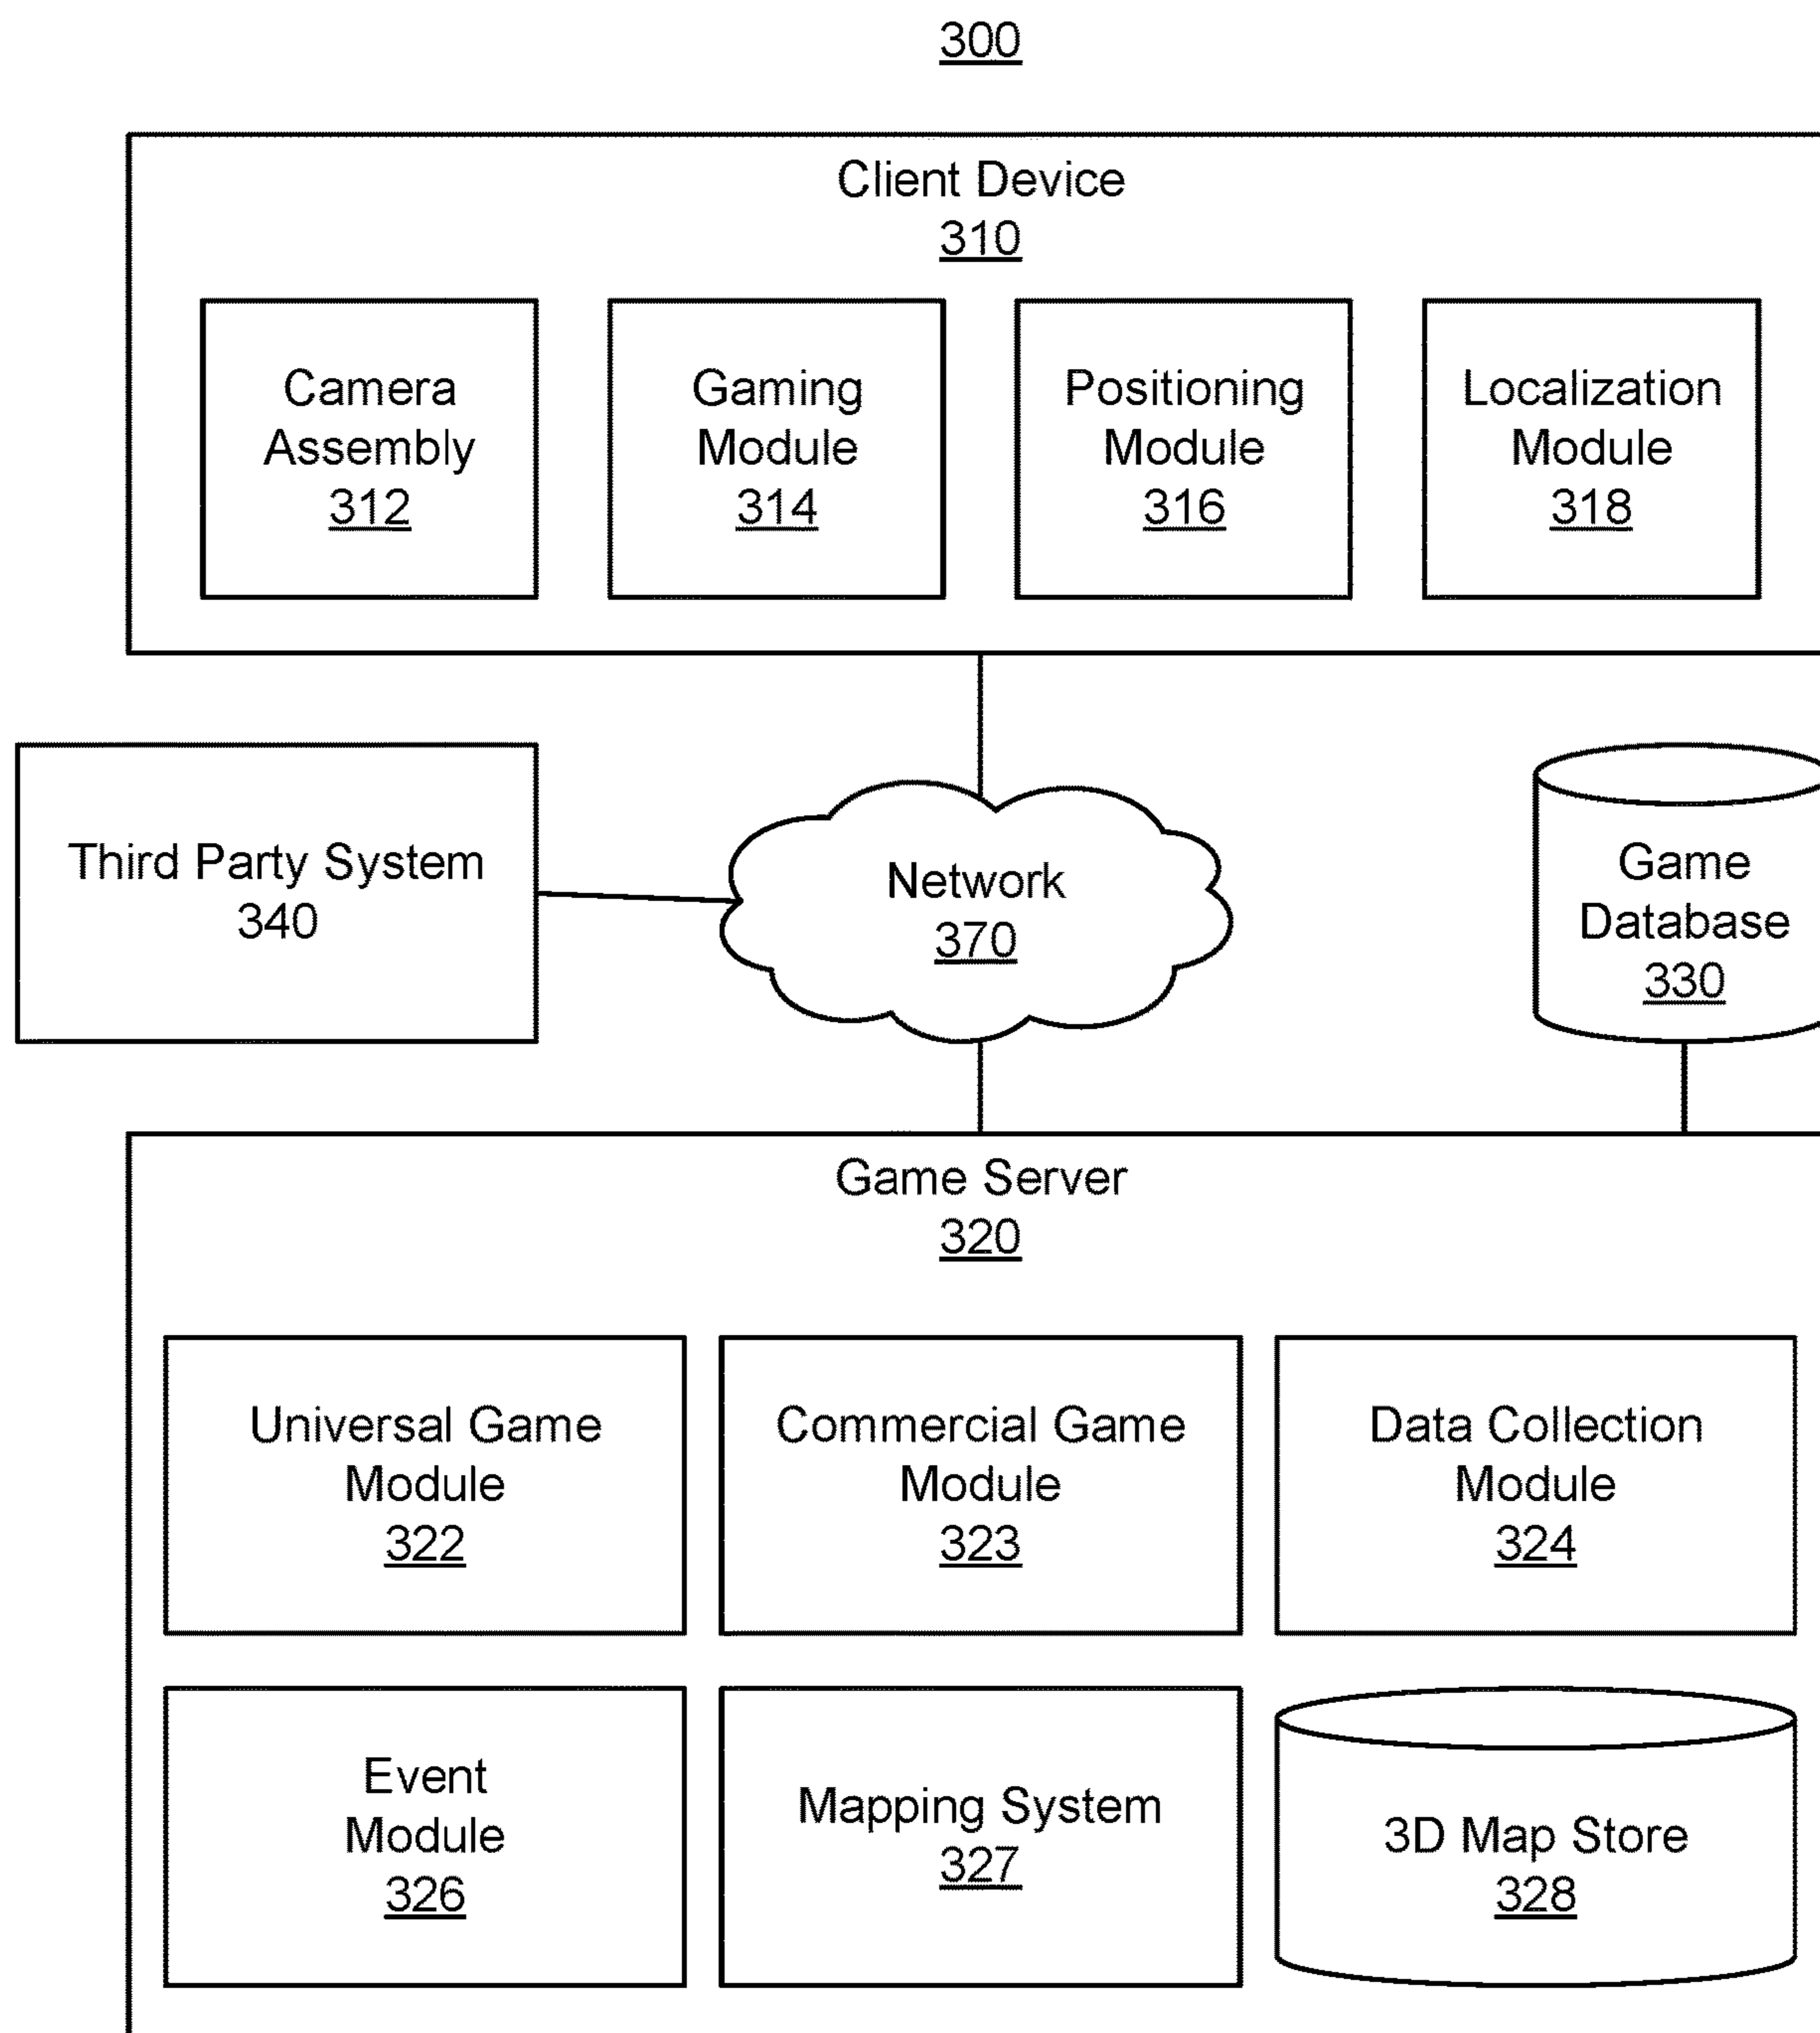 300
Client Device
310
Camera
Assembly
312
Gaming
Module
314
Positioning
Module
316
Localization
Module
318
Third Party System
340
Network
370
Game
Database
330
Game Server
320
Universal Game
Module
322
Commercial Game
Module
323
Data Collection
Module
324
Event
Module
326
Mapping System
327
3D Map Store
328